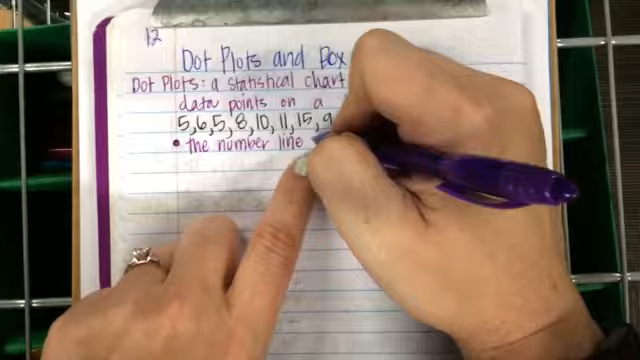 12
Dot Plots and Box
Dot Plots: a statistical chart
data points on a
5,6,5,8,10,11,15,9
• the number line